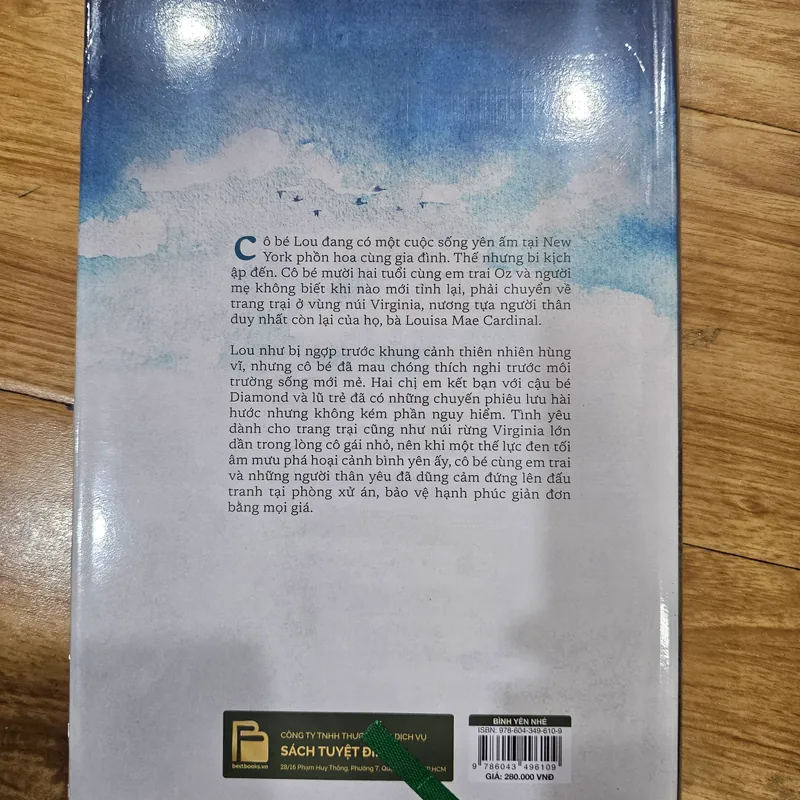 Cô bé Lou đang có một cuộc sống yên ấm tại New
York phồn hoa cùng gia đình. Thế nhưng bi kịch
ập đến. Cô bé mười hai tuổi cùng em trai Oz và người
mẹ không biết khi nào mới tỉnh lại, phải chuyển về
trang trại ở vùng núi Virginia, nương tựa người thân
duy nhất còn lại của họ, bà Louisa Mae Cardinal.
Lou như bị ngợp trước khung cảnh thiên nhiên hùng
vĩ, nhưng cô bé đã mau chóng thích nghi trước môi
trường sống mới mẻ. Hai chị em kết bạn với cậu bé
Diamond và lũ trẻ đã có những chuyến phiêu lưu hài
hước nhưng không kém phần nguy hiểm. Tình yêu
dành cho trang trại cũng như núi rừng Virginia lớn
dần trong lòng cô gái nhỏ, nên khi một thế lực đen tối
âm mưu phá hoại cảnh bình yên ấy, cô bé cùng em trai
và những người thân yêu đã dũng cảm đứng lên đấu
tranh tại phòng xử án, bảo vệ hạnh phúc giản đơn
bằng mọi giá.
bestbooks.vn
CÔNG TY TNHH DỊCH VỤ
SÁCH TUYỆT
28/16 Phạm Huy Thông, Phường 7, HCM
BÌNH YÊN NHÉ
ISBN: 978-604-349-610-9
9 786043 496109
GIÁ: 280.000 VNĐ